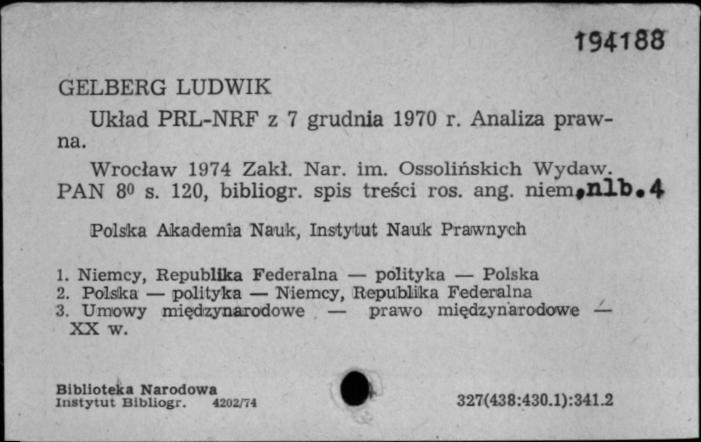 194188
GELBERG LUDWIK
Układ PRL-NRF z 7 grudnia 1970 r. Analiza praw-
na.
Wrocław 1974 Zakł. Nar. im. Ossolińskich Wydaw.
PAN 8⁰ s. 120, bibliogr. spis treści ros. ang. niem, nlb. 4
Polska Akademia Nauk, Instytut Nauk Prawnych
1. Niemcy, Republika Federalna — polityka — Polska
2. Polska — polityka — Niemcy, Republika Federalna
3. Umowy międzynarodowe — prawo międzynarodowe —
XX w.
Biblioteka Narodowa
Instytut Bibliogr. 4202/74 327(438:430.1):341.2